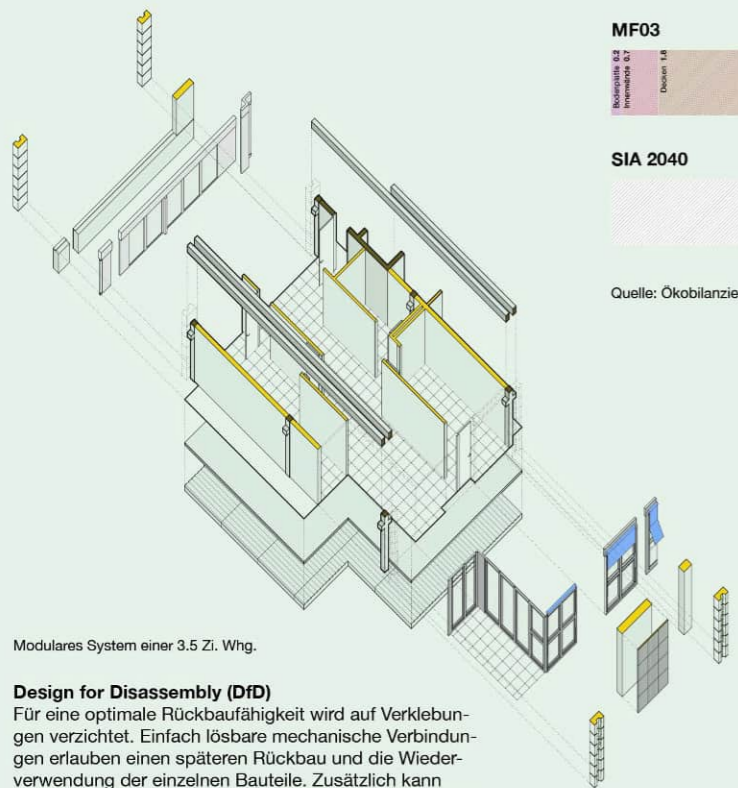 MF03
Bodenplatte 0.2
Innenwände 0.7
Decken 1.8
SIA 2040
Quelle: Ökobilanzie
Modulares System einer 3.5 Zi. Whg.
Design for Disassembly (DfD)
Für eine optimale Rückbaufähigkeit wird auf Verklebun-
gen verzichtet. Einfach lösbare mechanische Verbindun-
gen erlauben einen späteren Rückbau und die Wieder-
verwendung der einzelnen Bauteile. Zusätzlich kann